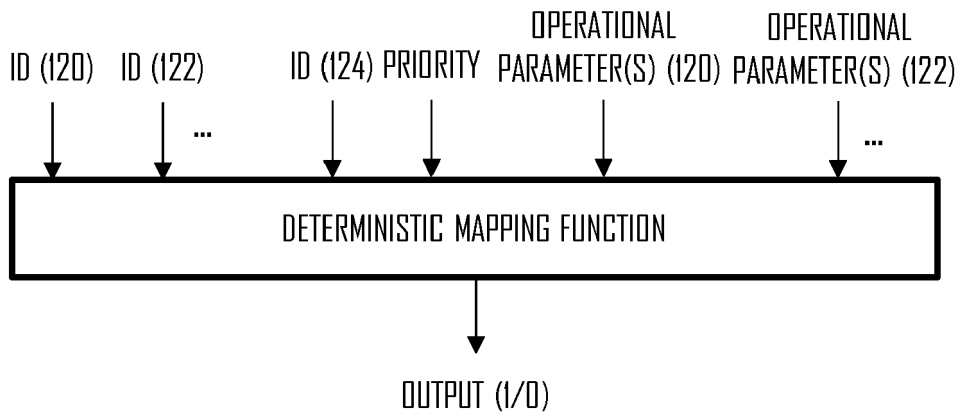 ID (120)
ID (122)
...
ID (124)
PRIORITY
OPERATIONAL
PARAMETER(S) (120)
OPERATIONAL
PARAMETER(S) (122)
...
DETERMINISTIC MAPPING FUNCTION
OUTPUT (1/0)